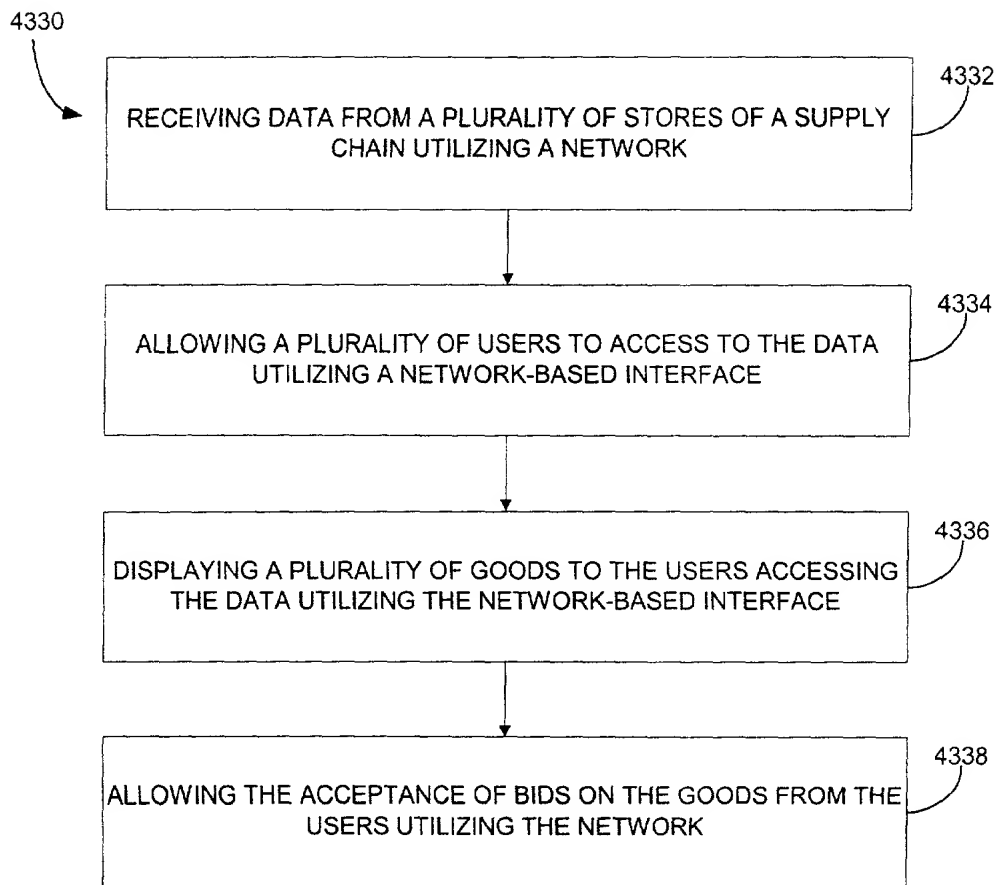 4330
4332
RECEIVING DATA FROM A PLURALITY OF STORES OF A SUPPLY
CHAIN UTILIZING A NETWORK
4334
ALLOWING A PLURALITY OF USERS TO ACCESS TO THE DATA
UTILIZING A NETWORK-BASED INTERFACE
4336
DISPLAYING A PLURALITY OF GOODS TO THE USERS ACCESSING
THE DATA UTILIZING THE NETWORK-BASED INTERFACE
4338
ALLOWING THE ACCEPTANCE OF BIDS ON THE GOODS FROM THE
USERS UTILIZING THE NETWORK